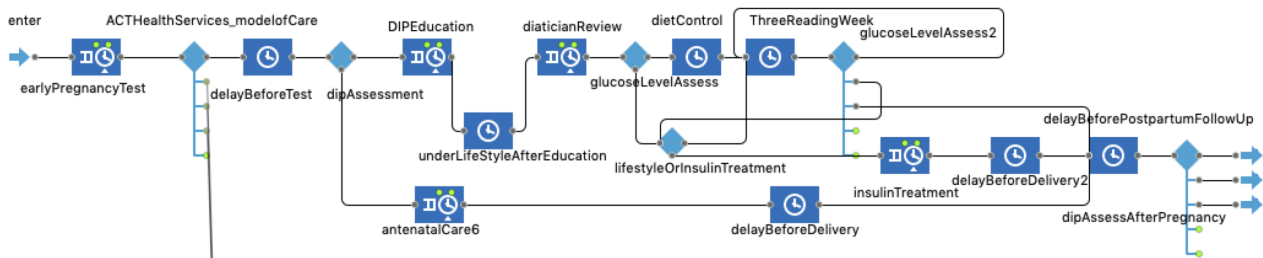 enter
ACTHealthServices_modelofCare
DIPEducation
diaticianReview
dietControl
ThreeReadingWeek
glucoseLevelAssess2
earlyPregnancyTest
delayBeforeTest
dipAssessment
glucoseLevelAssess
delayBeforePostpartumFollowUp
underLifeStyleAfterEducation
lifestyleOrInsulinTreatment
insulinTreatment
delayBeforeDelivery2
dipAssessAfterPregnancy
antenatalCare6
delayBeforeDelivery